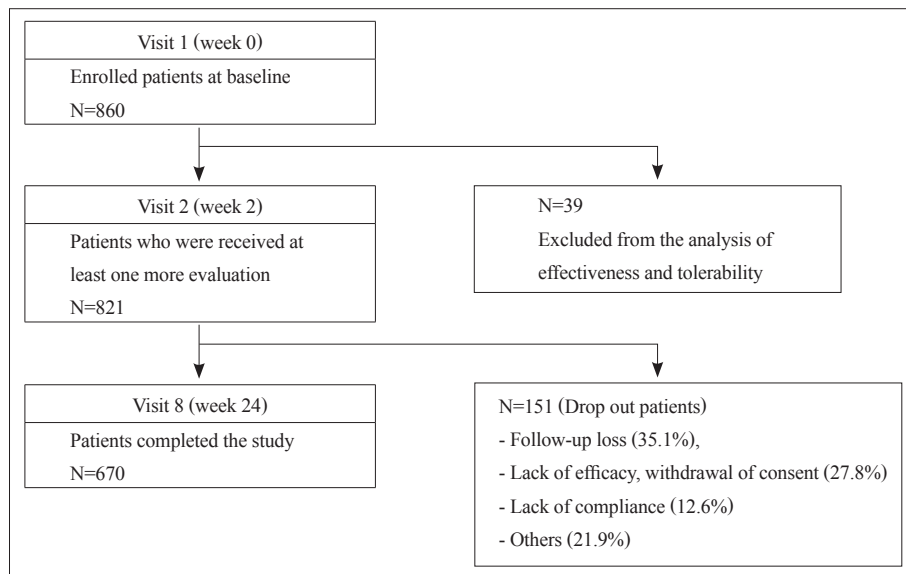 Visit 1 (week 0)
Enrolled patients at baseline
N=860
Visit 2 (week 2)
Patients who were received at
least one more evaluation
N=821
N=39
Excluded from the analysis of
effectiveness and tolerability
Visit 8 (week 24)
Patients completed the study
N=670
N=151 (Drop out patients)
- Follow-up loss (35.1%),
- Lack of efficacy, withdrawal of consent (27.8%)
- Lack of compliance (12.6%)
- Others (21.9%)